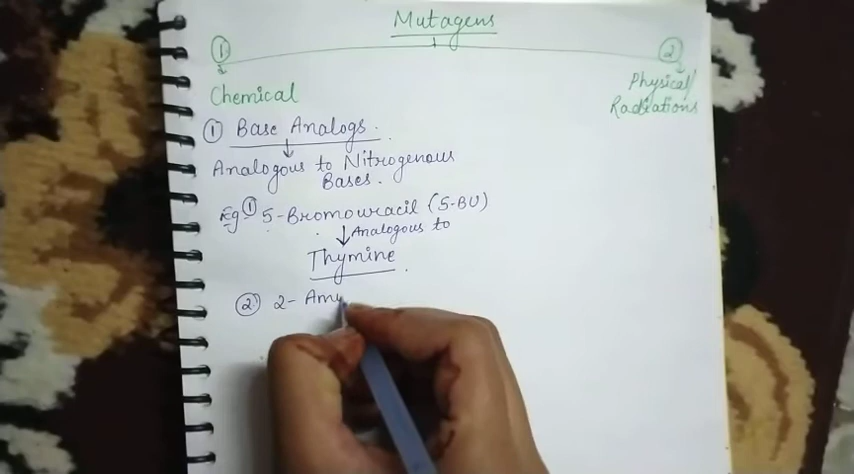 Mutagens
① ②
Chemical Physical/
Radiations
① Base Analogs.
Analogous to Nitrogenous
Bases.
Eg ① 5-Bromouracil (5-BU)
Analogous to
Thymine
② 2- Am